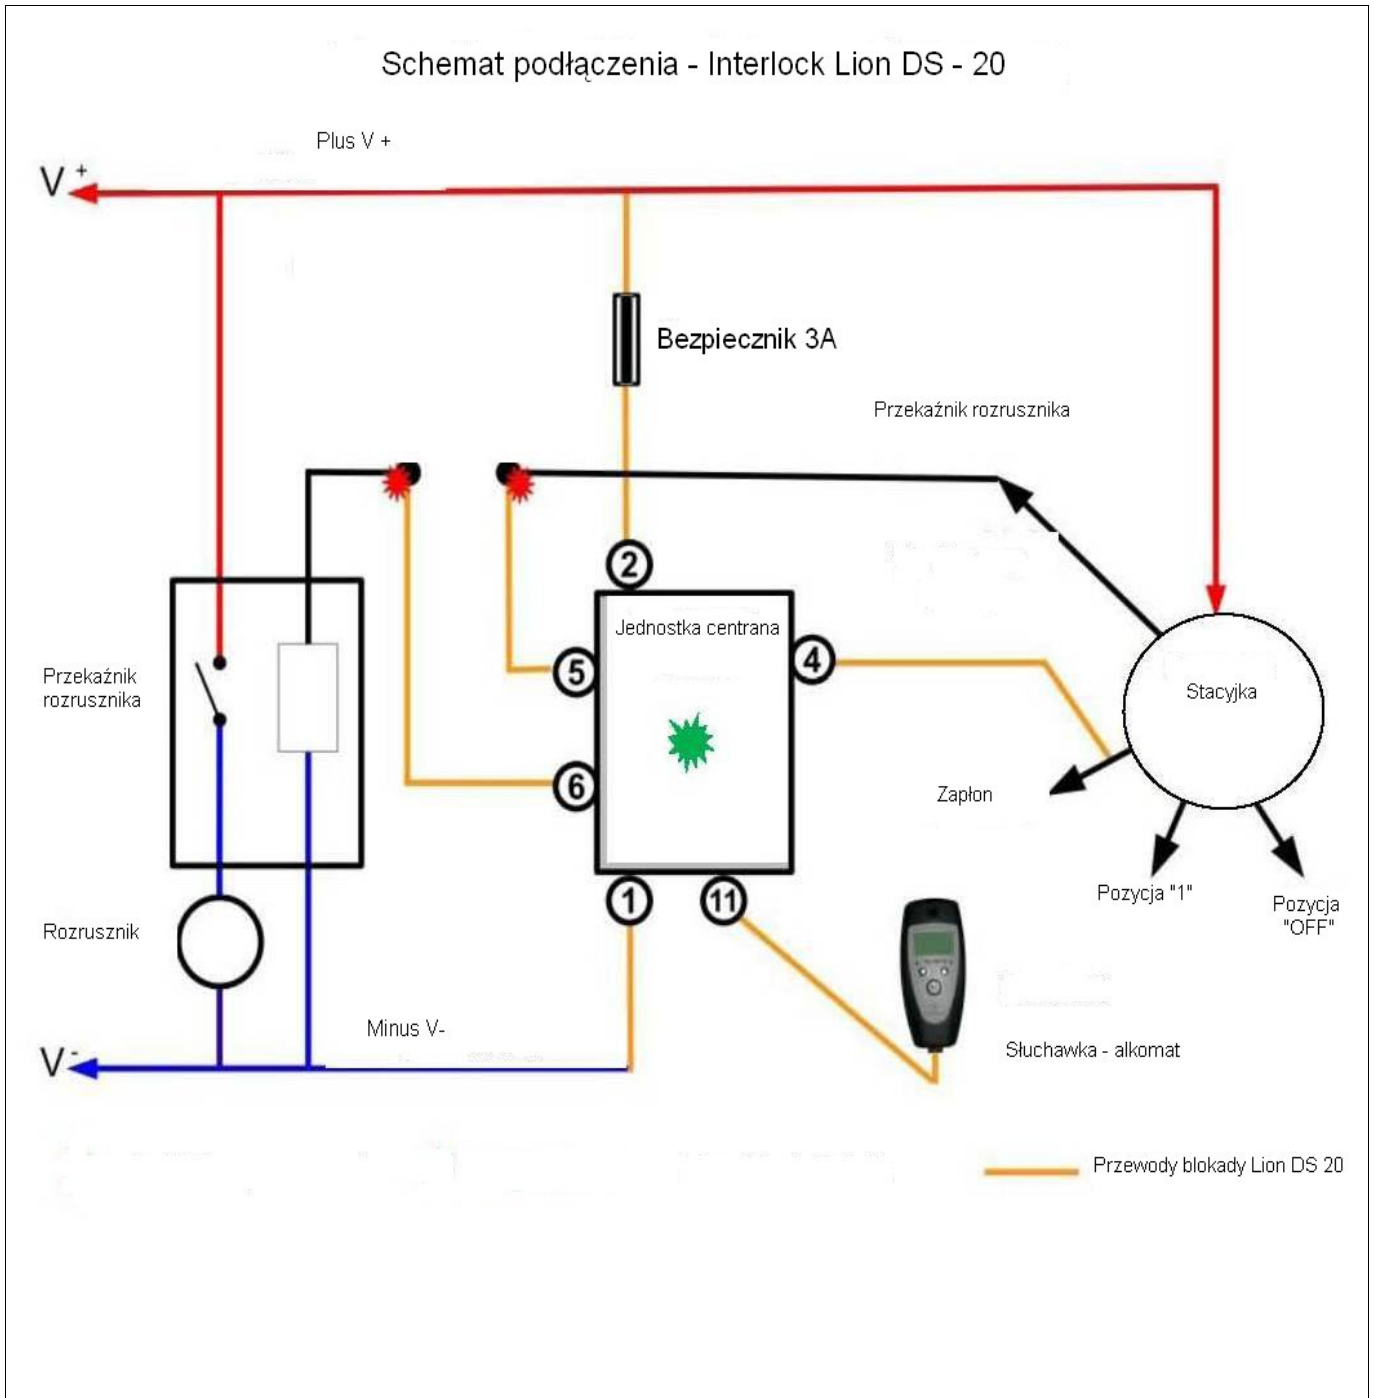 Schemat podłączenia - Interlock Lion DS - 20
Plus V +
V +
Bezpiecznik 3A
Przekaźnik rozrusznika
2
Jednostka centrana
5
4
Przekaźnik
rozrusznika
Stacyjka
6
Zapłon
1
11
Pozycja "1"
Pozycja
"OFF"
Rozrusznik
Minus V-
V -
Słuchawka - alkomat
Przewody blokady Lion DS 20